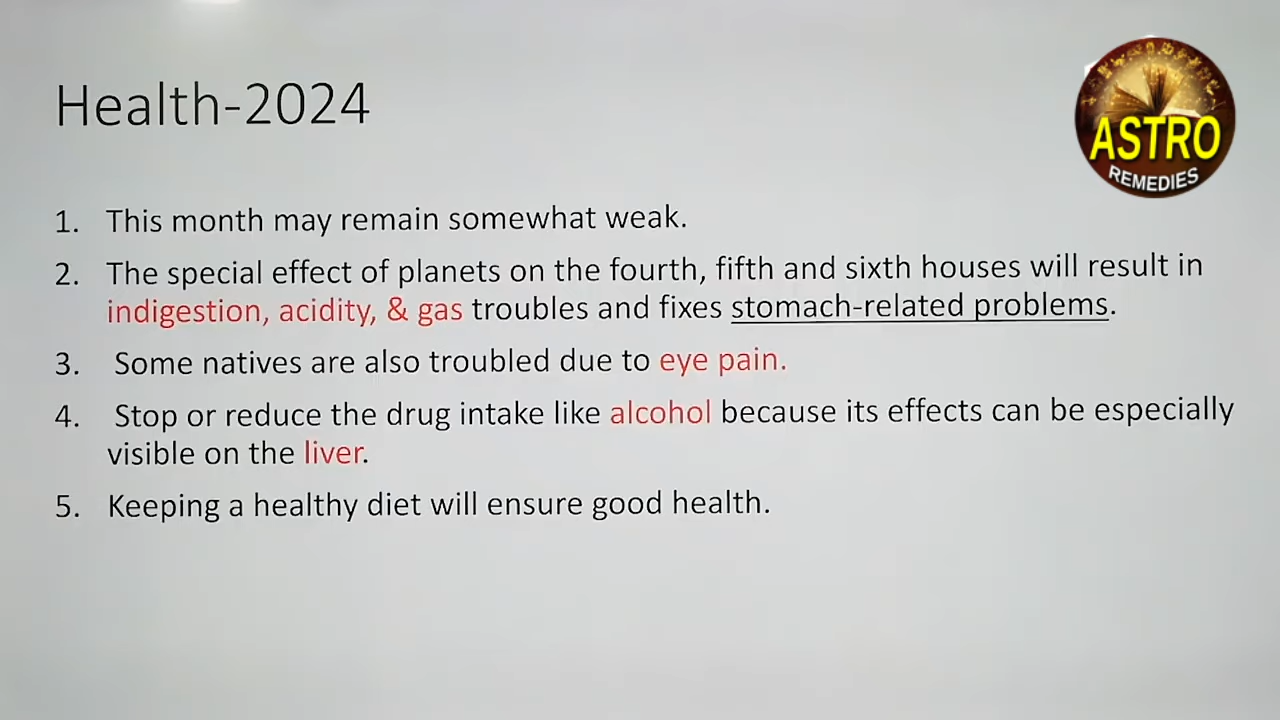 Health-2024
ASTRO
REMEDIES
1. This month may remain somewhat weak.
2. The special effect of planets on the fourth, fifth and sixth houses will result in
indigestion, acidity, & gas troubles and fixes stomach-related problems.
3. Some natives are also troubled due to eye pain.
4. Stop or reduce the drug intake like alcohol because its effects can be especially
visible on the liver.
5. Keeping a healthy diet will ensure good health.